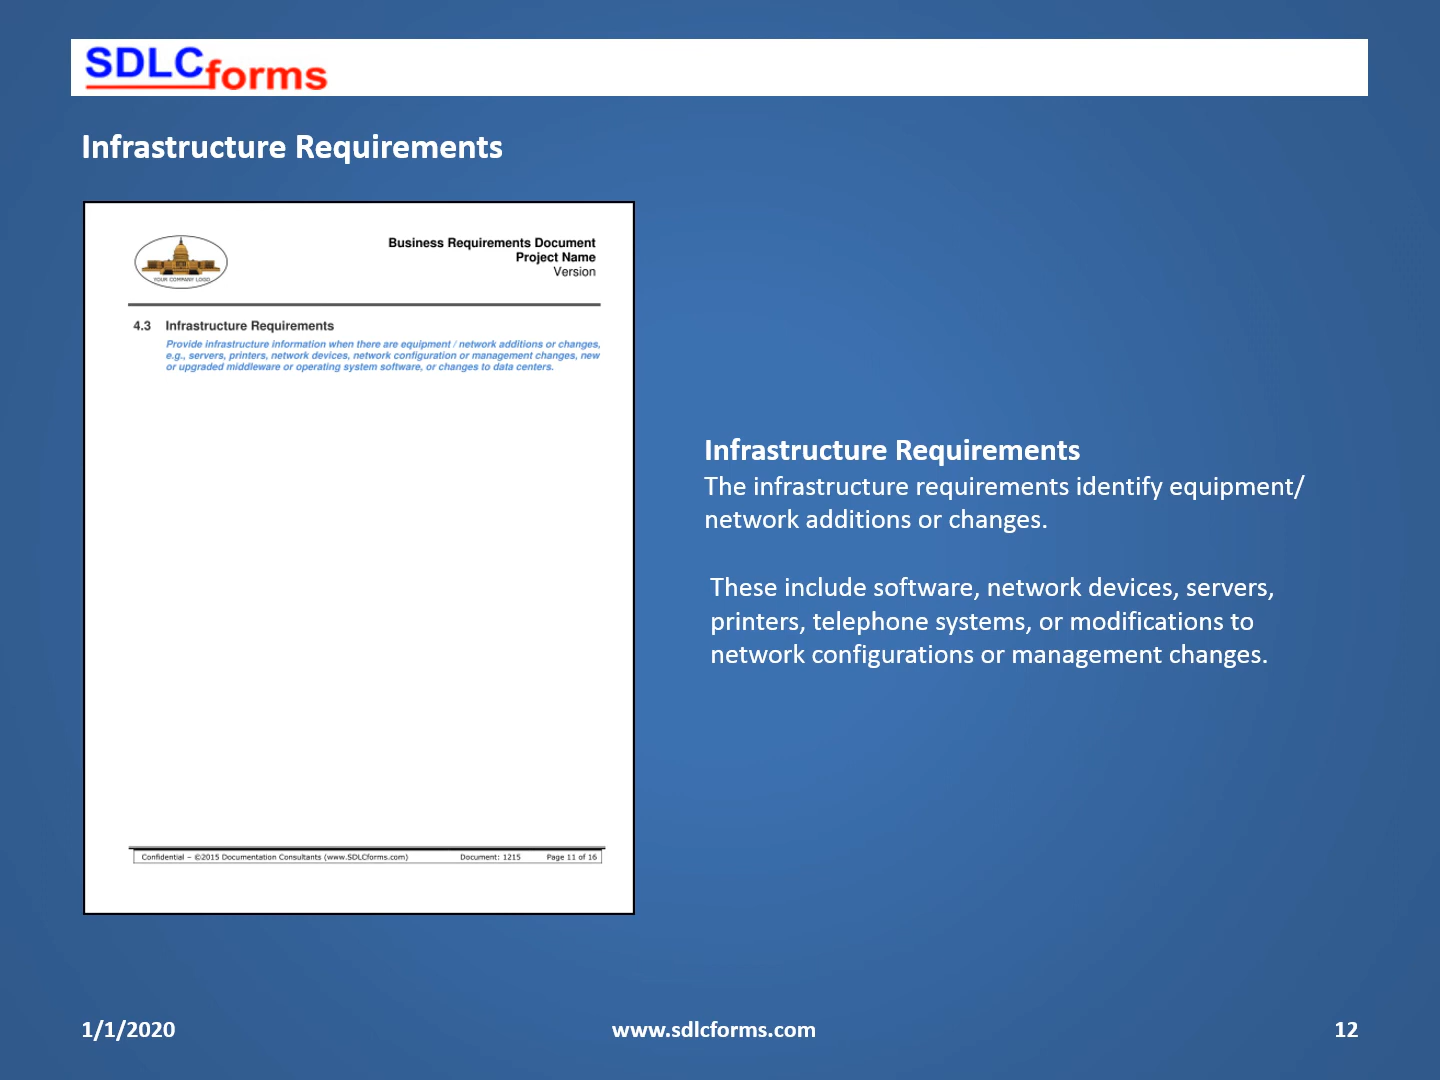 SDLCforms
Infrastructure Requirements
YOUR COMPANY LOGO
Business Requirements Document
Project Name
Version
4.3 Infrastructure Requirements
Provide infrastructure information when there are equipment / network additions or changes,
e.g., servers, printers, network devices, network configuration or management changes, new
or upgraded middleware or operating system software, or changes to data centers.
Confidential – ©2015 Documentation Consultants (www.SDLCforms.com) Document: 1215 Page 11 of 16
Infrastructure Requirements
The infrastructure requirements identify equipment/
network additions or changes.
These include software, network devices, servers,
printers, telephone systems, or modifications to
network configurations or management changes.
1/1/2020 www.sdlcforms.com 12